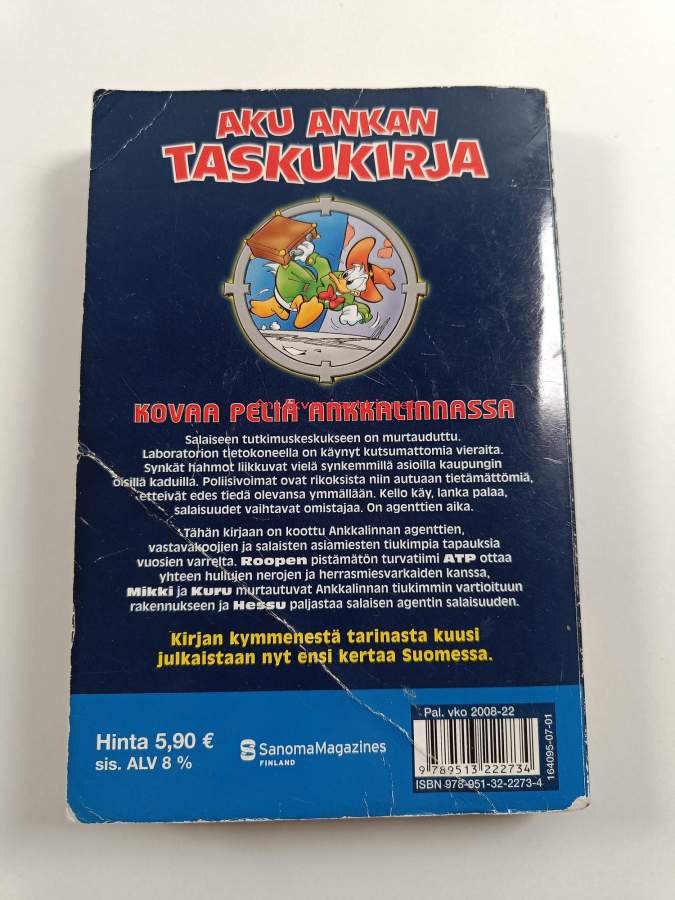 AKU ANKAN
TASKUKIRJA
KOVAA PELIÄ ANKKALINNASSA
Salaiseen tutkimuskeskukseen on murtauduttu.
Laboratorion tietokoneella on käynyt kutsumattomia vieraita.
Synkät hahmot liikkuvat vielä synkemmillä asioilla kaupungin
öisillä kaduilla. Poliisivoimat ovat rikoksista niin autuaan tietämättömiä,
etteivät edes tiedä olevansa ymmällään. Kello käy, lanka palaa,
salaisuudet vaihtavat omistajaa. On agenttien aika.
Tähän kirjaan on koottu Ankkalinnan agenttien,
vastavakoojien ja salaisten asiamiesten tiukimpia tapauksia
vuosien varrelta. Roopen pistämätön turvatiimi ATP ottaa
yhteen hullujen nerojen ja herrasmiesvarkaiden kanssa,
Mikki ja Kuru murtautuvat Ankkalinnan tiukimmin vartioituun
rakennukseen ja Hessu paljastaa salaisen agentin salaisuuden.
Kirjan kymmenestä tarinasta kuusi
julkaistaan nyt ensi kertaa Suomessa.
Hinta 5,90 €
sis. ALV 8 %
SanomaMagazines
FINLAND
Pal. vko 2008-22
9 789513 222734
ISBN 978-951-32-2273-4
164095-07-01